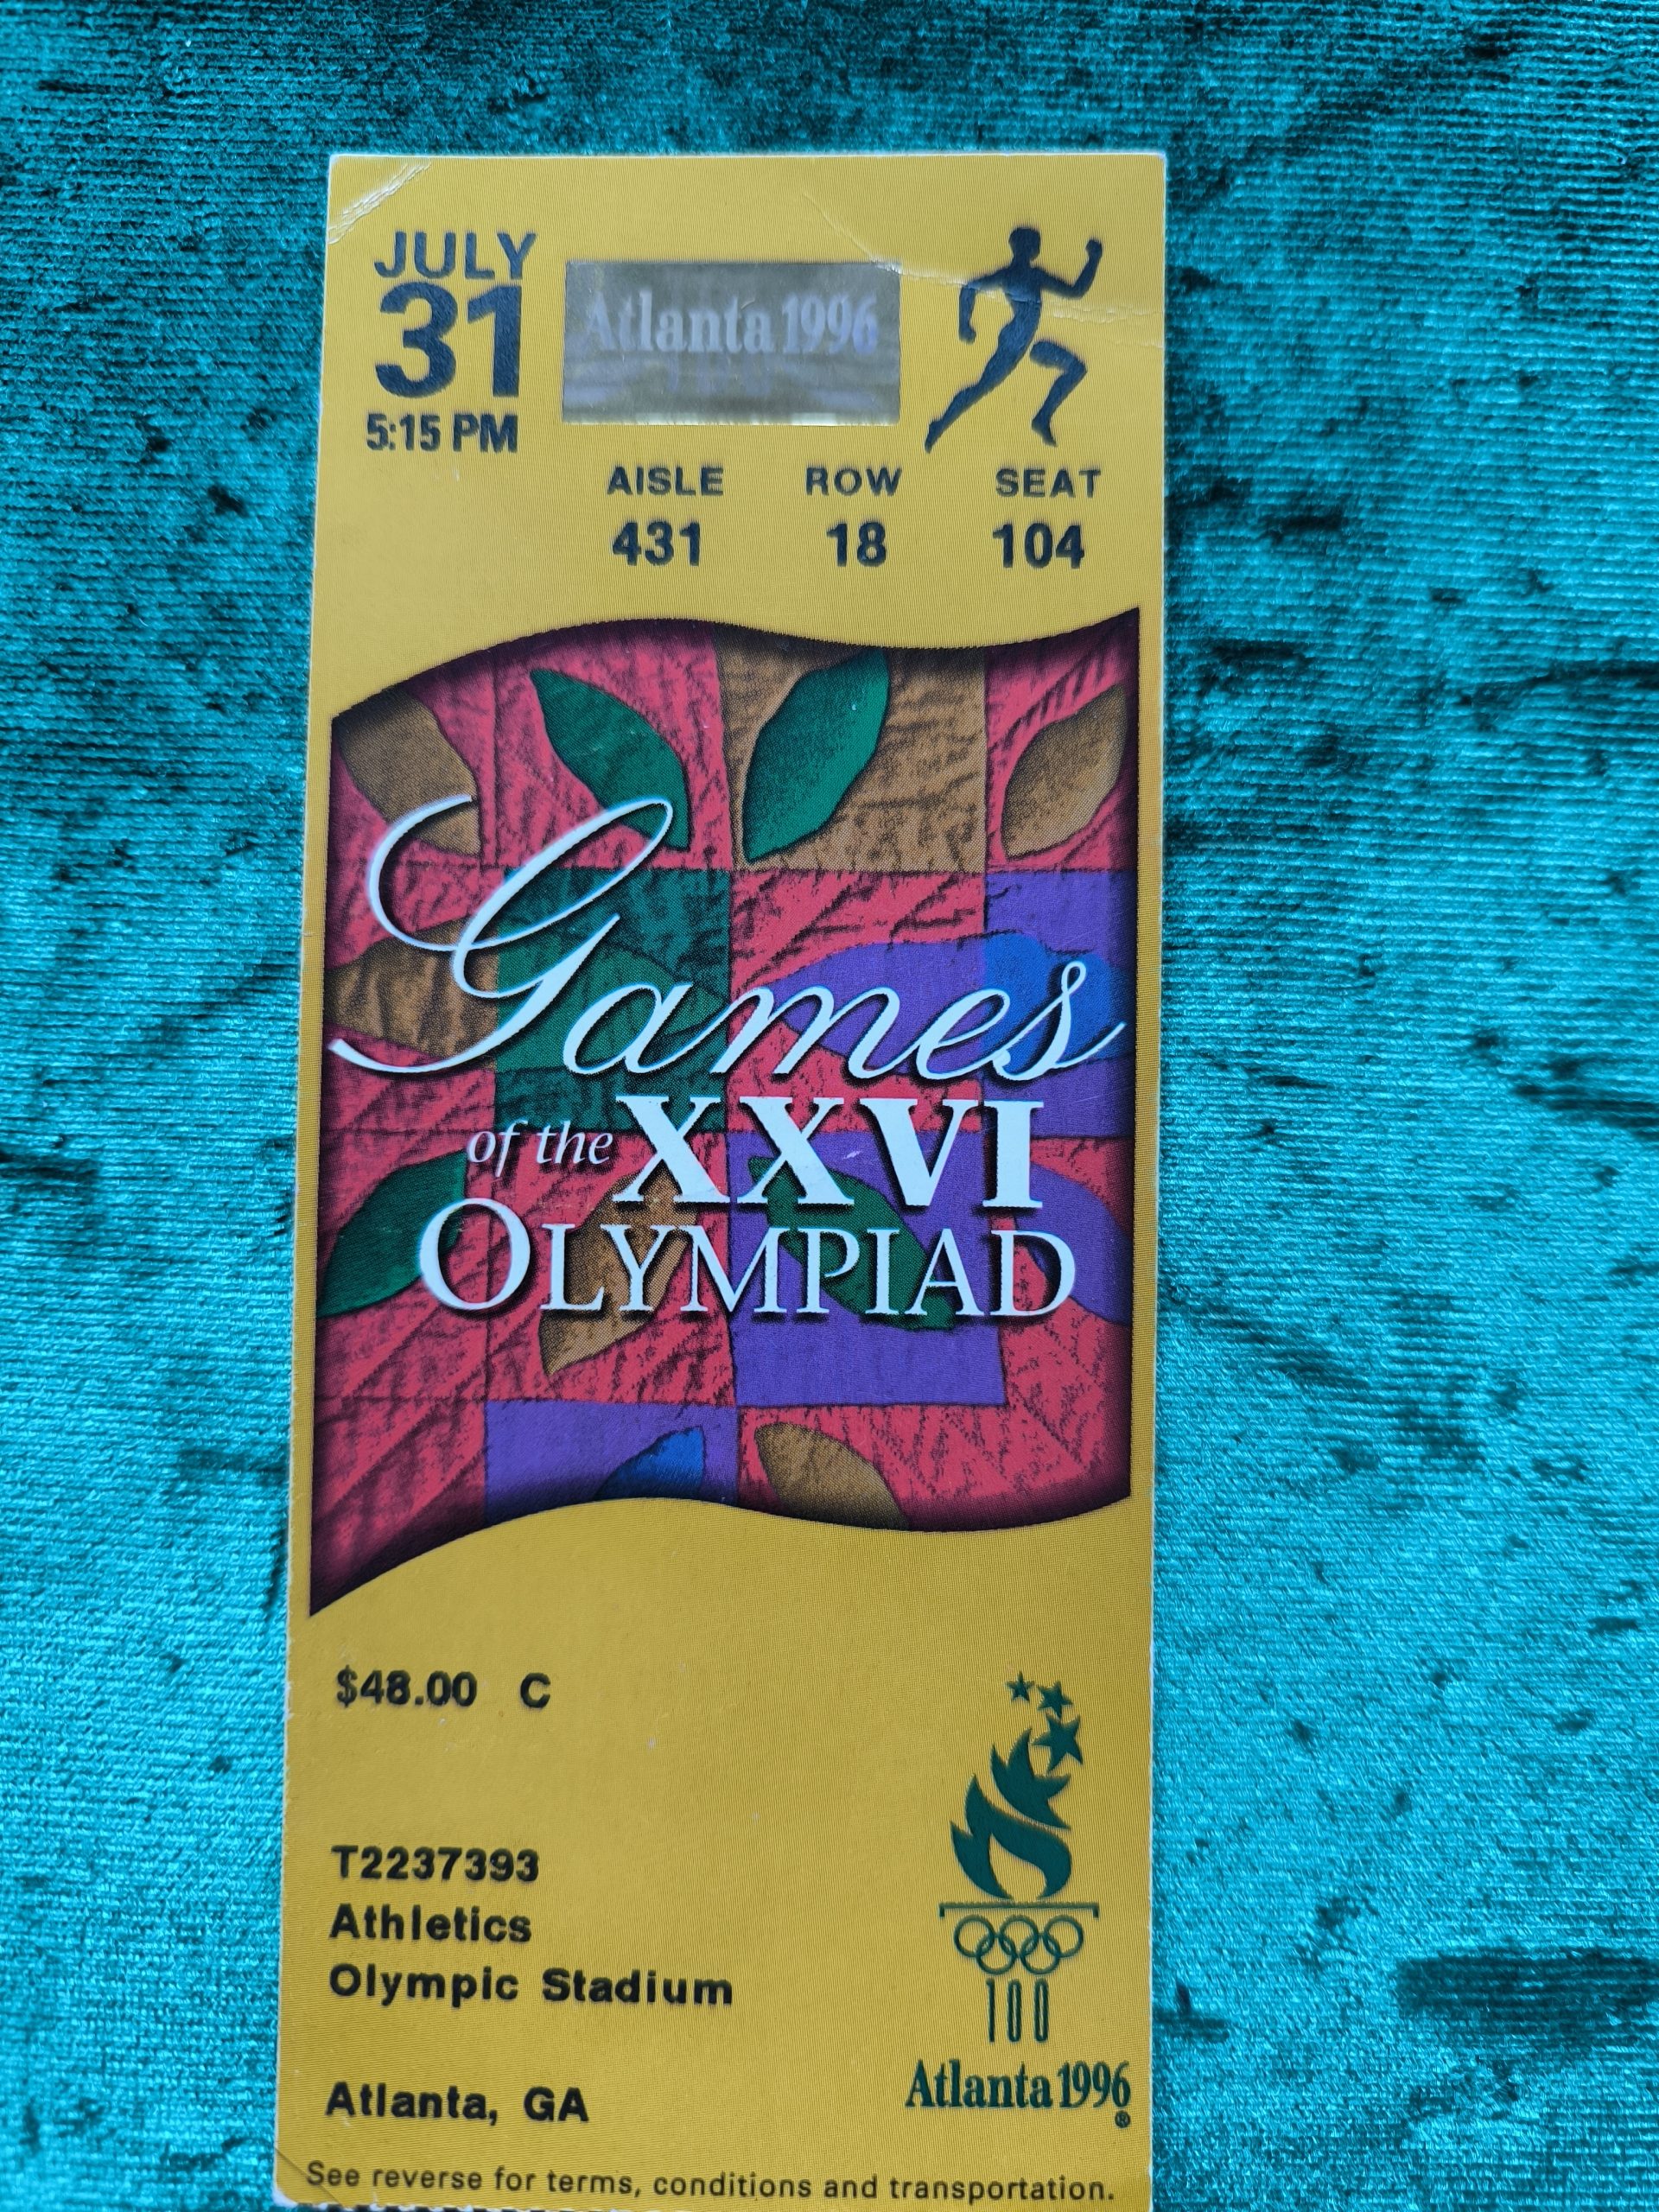 JULY
31
5:15 PM
Atlanta 1996
AISLE ROW SEAT
431 18 104
Games
of the XXVI
OLYMPIAD
$48.00 C
T2237393
Athletics
Olympic Stadium
Atlanta, GA
100
Atlanta 1996
®
See reverse for terms, conditions and transportation.